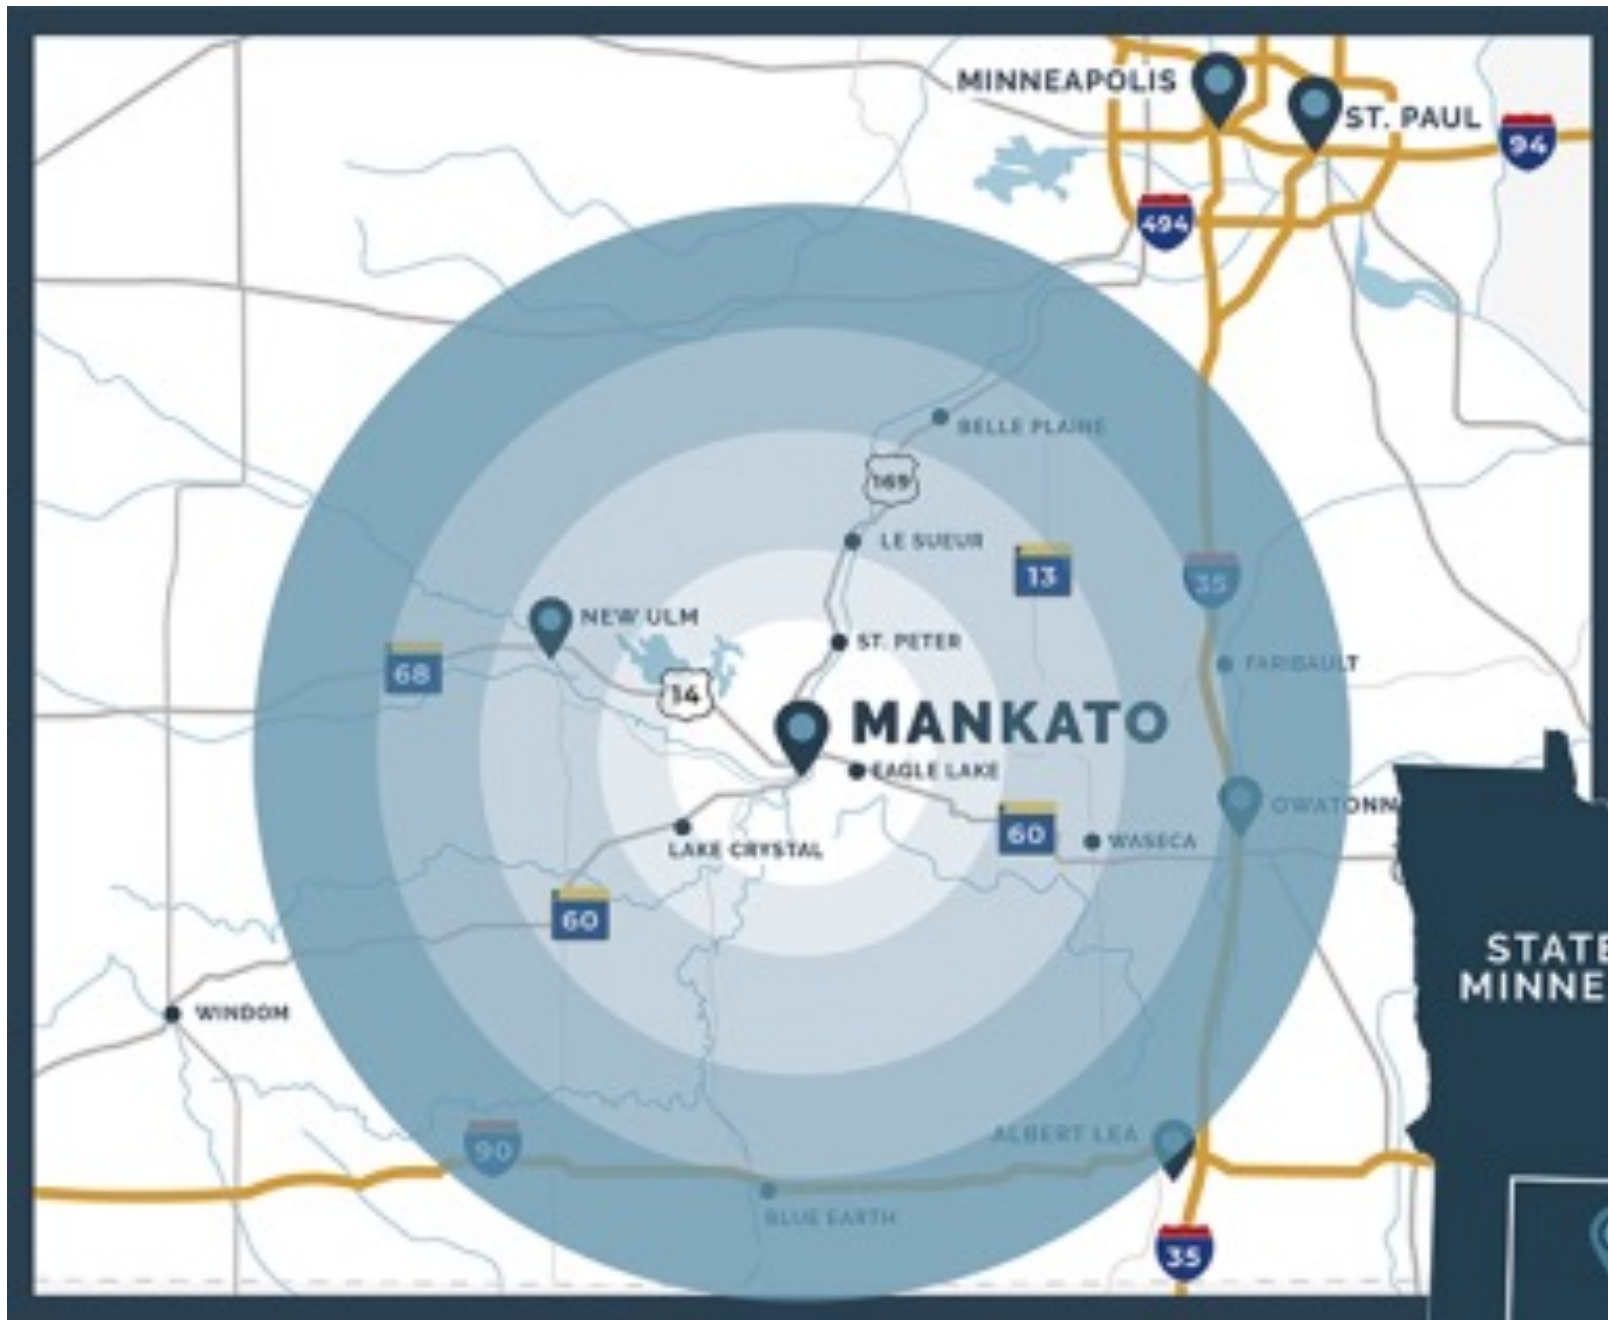 MINNEAPOLIS
ST. PAUL
94
494
BELLE PLAINE
169
LE SUEUR
13
35
NEW ULM
ST. PETER
FARIBAULT
68
14
MANKATO
EAGLE LAKE
OWATONN
60
WASECA
LAKE CRYSTAL
60
STATE
MINNE
WINDOM
ALBERT LEA
90
BLUE EARTH
35